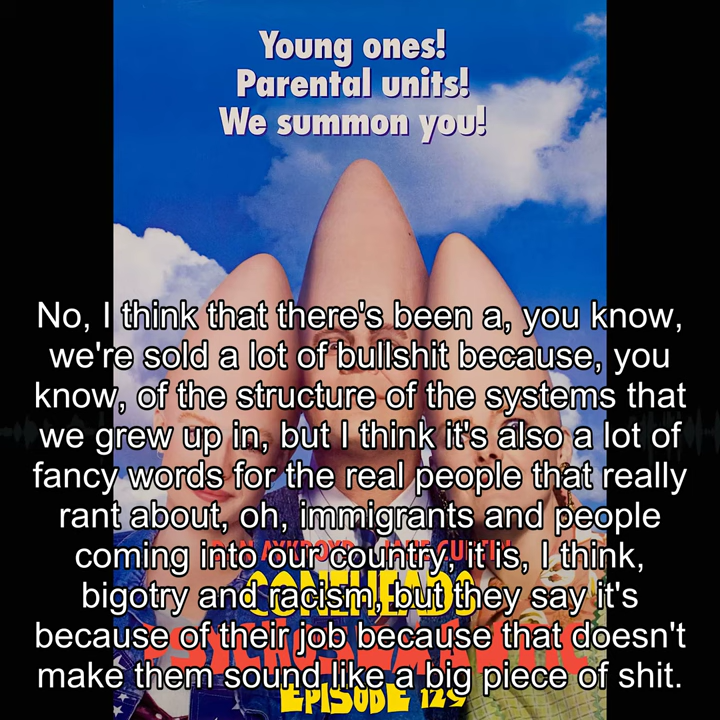 Young ones!
Parental units!
We summon you!
No, I think that there's been a, you know,
we're sold a lot of bullshit because, you
know, of the structure of the systems that
we grew up in, but I think it's also a lot of
fancy words for the real people that really
rant about, oh, immigrants and people
coming into our country, it is, I think,
bigotry and racism, but they say it's
because of their job because that doesn't
make them sound like a big piece of shit.
CONEHEADS
EPISODE 129